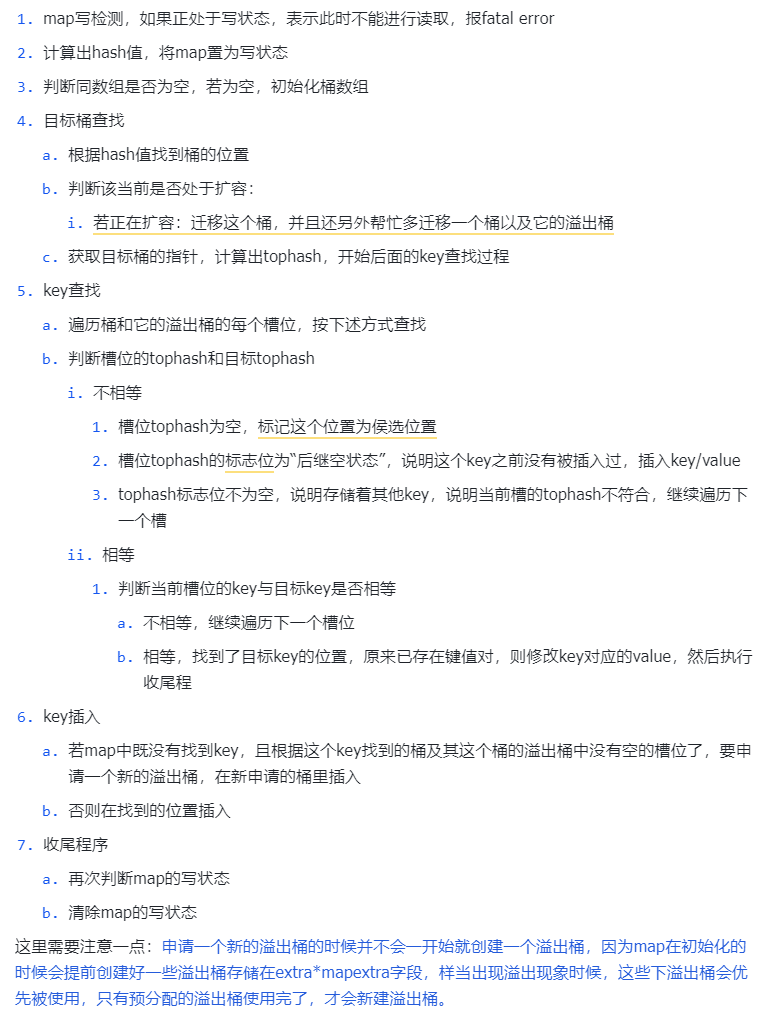 1. map写检测，如果正处于写状态，表示此时不能进行读取，报fatal error
2. 计算出hash值，将map置为写状态
3. 判断同数组是否为空，若为空，初始化桶数组
4. 目标桶查找
a. 根据hash值找到桶的位置
b. 判断该当前是否处于扩容：
i. 若正在扩容：迁移这个桶，并且还另外帮忙多迁移一个桶以及它的溢出桶
c. 获取目标桶的指针，计算出tophash，开始后面的key查找过程
5. key查找
a. 遍历桶和它的溢出桶的每个槽位，按下述方式查找
b. 判断槽位的tophash和目标tophash
i. 不相等
1. 槽位tophash为空，标记这个位置为侯选位置
2. 槽位tophash的标志位为“后继空状态”，说明这个key之前没有被插入过，插入key/value
3. tophash标志位不为空，说明存储着其他key，说明当前槽的tophash不符合，继续遍历下
一个槽
ii. 相等
1. 判断当前槽位的key与目标key是否相等
a. 不相等，继续遍历下一个槽位
b. 相等，找到了目标key的位置，原来已存在键值对，则修改key对应的value，然后执行
收尾程
6. key插入
a. 若map中既没有找到key，且根据这个key找到的桶及其这个桶的溢出桶中没有空的槽位了，要申
请一个新的溢出桶，在新申请的桶里插入
b. 否则在找到的位置插入
7. 收尾程序
a. 再次判断map的写状态
b. 清除map的写状态
这里需要注意一点：申请一个新的溢出桶的时候并不会一开始就创建一个溢出桶，因为map在初始化的
时候会提前创建好一些溢出桶存储在extra*mapextra字段，样当出现溢出现象时候，这些下溢出桶会优
先被使用，只有预分配的溢出桶使用完了，才会新建溢出桶。